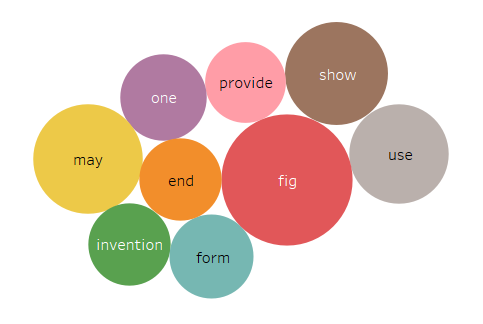 show
provide
one
use
may
end
fig
invention
form